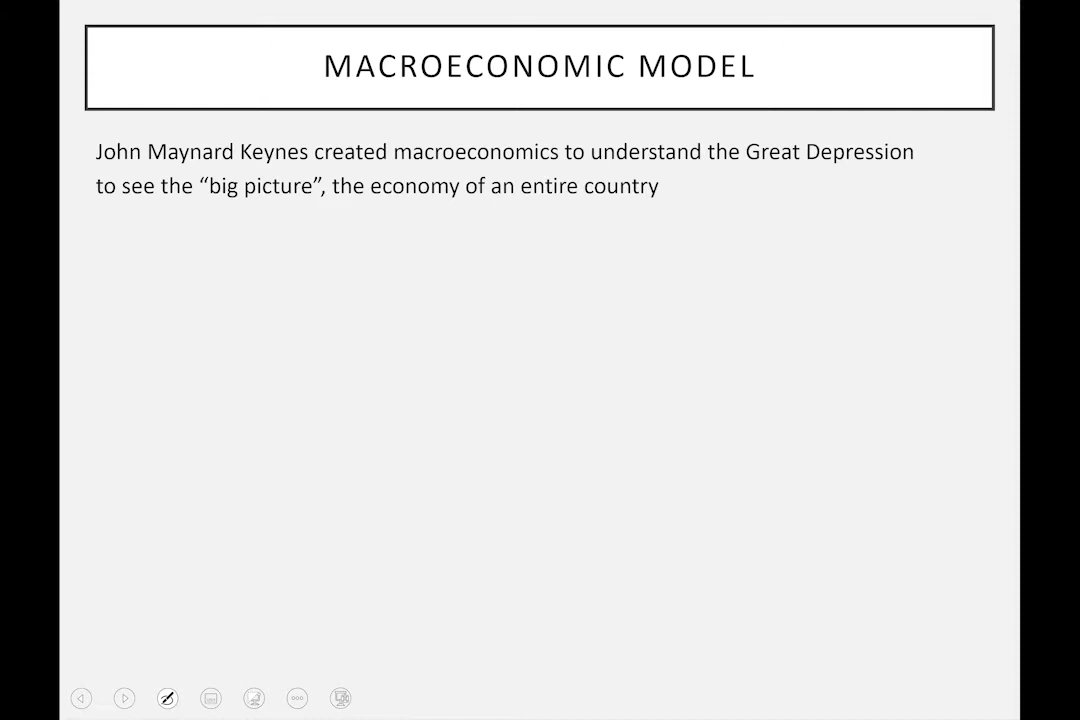 MACROECONOMIC MODEL
John Maynard Keynes created macroeconomics to understand the Great Depression
to see the “big picture”, the economy of an entire country